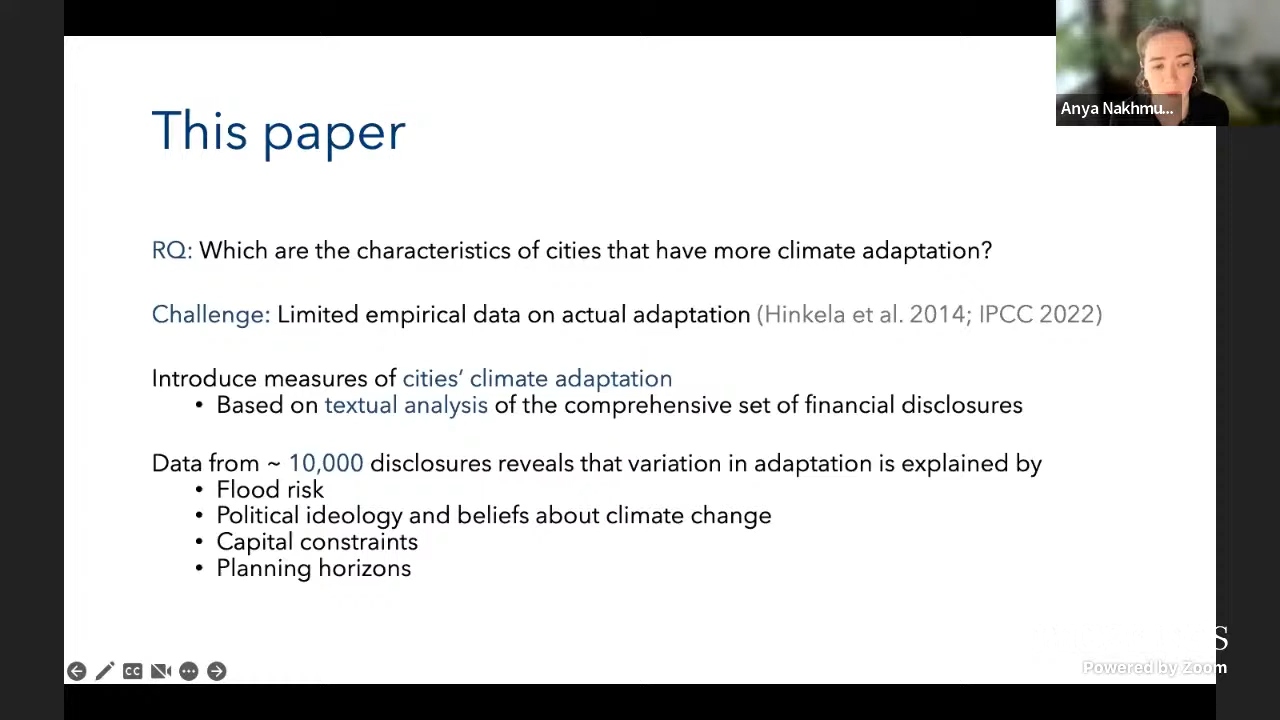 Anya Nakhmu...
This paper
RQ: Which are the characteristics of cities that have more climate adaptation?
Challenge: Limited empirical data on actual adaptation (Hinkela et al. 2014; IPCC 2022)
Introduce measures of cities’ climate adaptation
• Based on textual analysis of the comprehensive set of financial disclosures
Data from ~ 10,000 disclosures reveals that variation in adaptation is explained by
• Flood risk
• Political ideology and beliefs about climate change
• Capital constraints
• Planning horizons
CC
S
Powered by Zoom